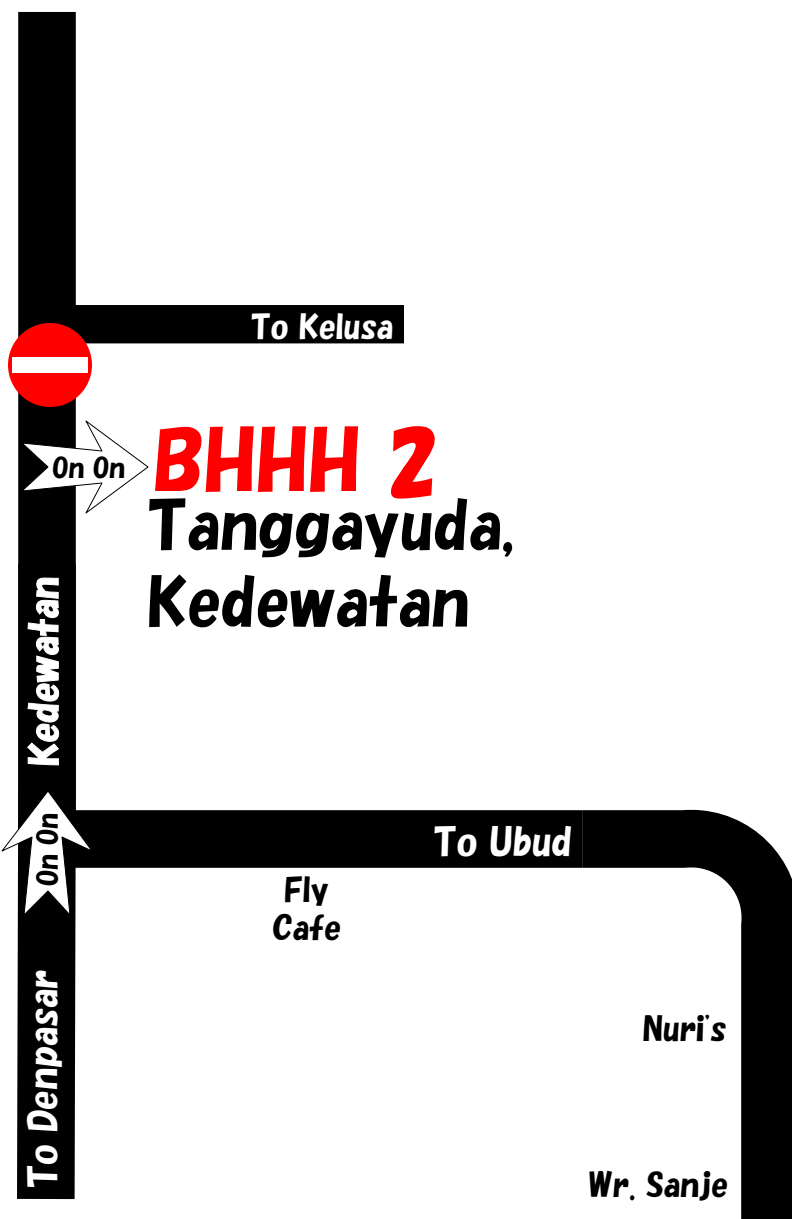 To Kelusa
On On
BHHH 2
Tanggayuda,
Kedewatan
Kedewatan
On On
To Ubud
Fly
Cafe
To Denpasar
Nuri's
Wr. Sanje